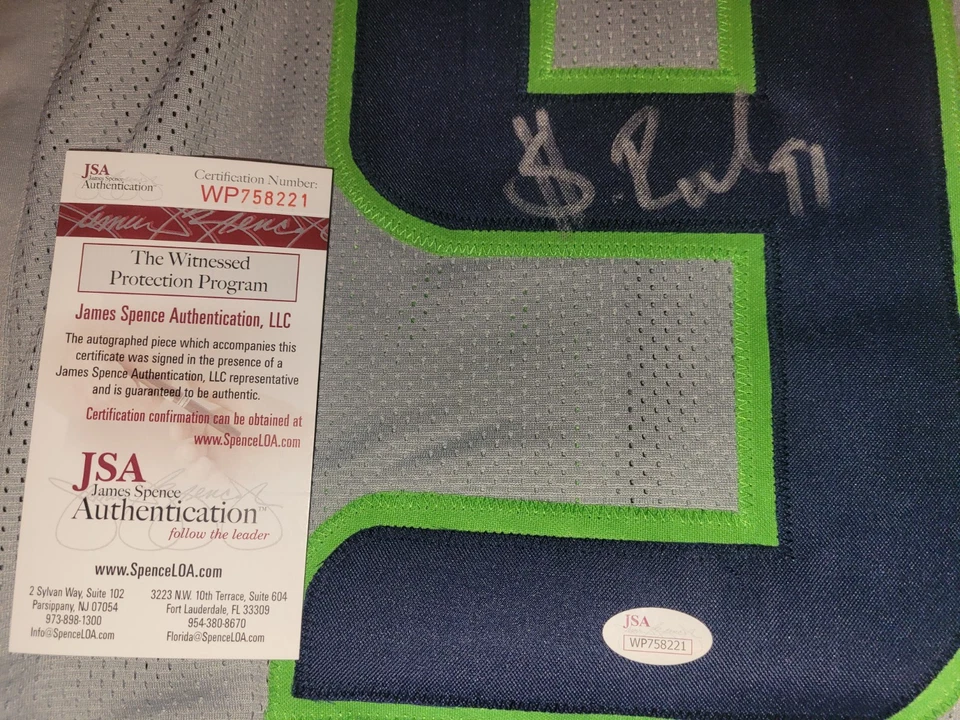 JSA
James Spence
Authentication™
Certification Number:
WP758221
The Witnessed
Protection Program
James Spence Authentication, LLC
The autographed piece which accompanies this
certificate was signed in the presence of a
James Spence Authentication, LLC representative
and is guaranteed to be authentic.
Certification confirmation can be obtained at
www.SpenceLOA.com
JSA
James Spence
Authentication™
follow the leader
www.SpenceLOA.com
2 Sylvan Way, Suite 102
Parsippany, NJ 07054
973-898-1300
Info@SpenceLOA.com
3223 N.W. 10th Terrace, Suite 604
Fort Lauderdale, FL 33309
954-380-8670
Florida@SpenceLOA.com
91
JSA
WP758221